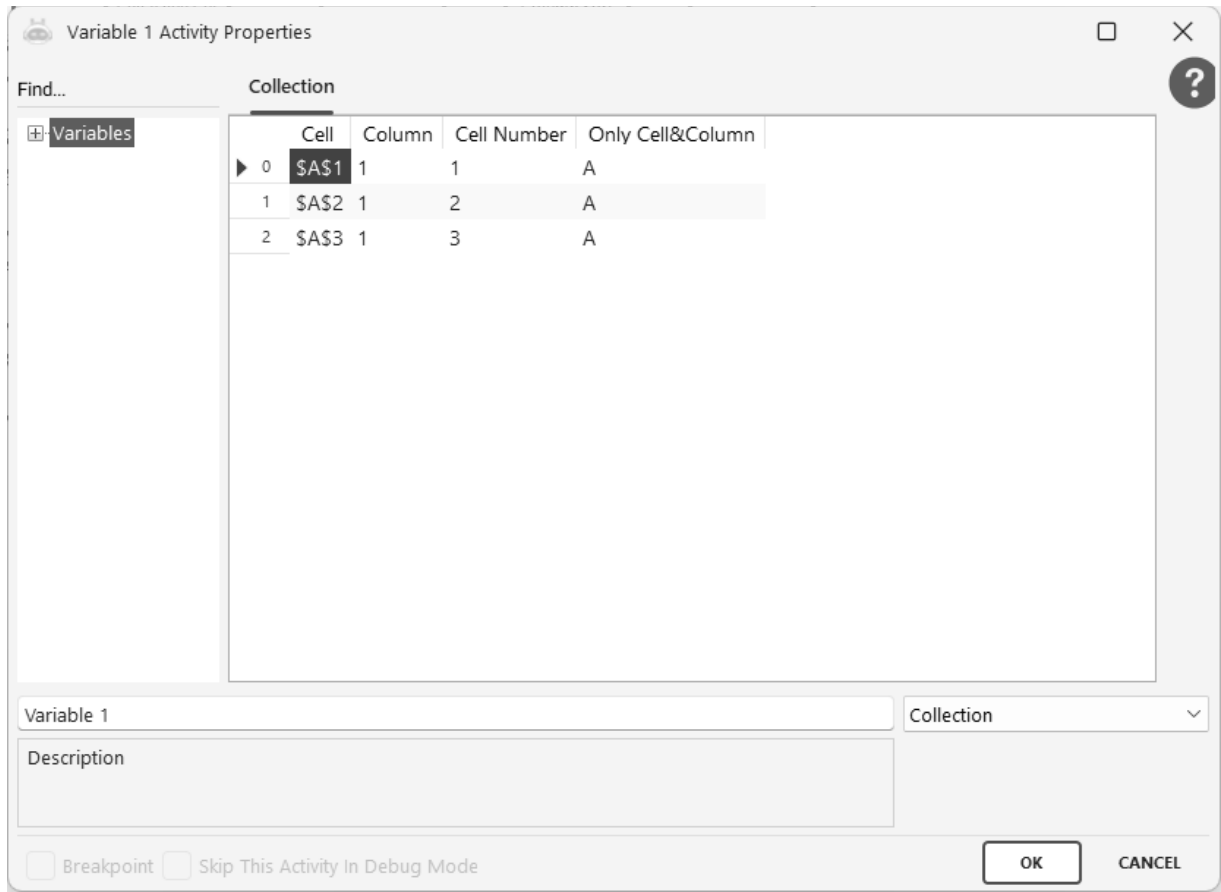 Variable 1 Activity Properties
Find...
Collection
Variables
Cell Column Cell Number Only Cell&Column
0 $A$1 1 1 A
1 $A$2 1 2 A
2 $A$3 1 3 A
Variable 1
Collection
Description
Breakpoint Skip This Activity In Debug Mode
OK CANCEL